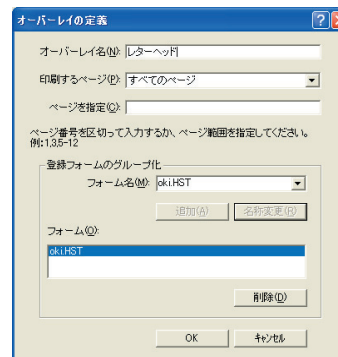 オーバーレイの定義
オーバーレイ名(N): レターヘッド
印刷するページ(P): すべてのページ
ページを指定(C):
ページ番号を区切って入力するか、ページ範囲を指定してください。
例:1,3,5-12
登録フォームのグループ化
フォーム名(M): oki.HST
追加(A) 名称変更(R)
フォーム(O):
oki.HST
削除(D)
OK キャンセル